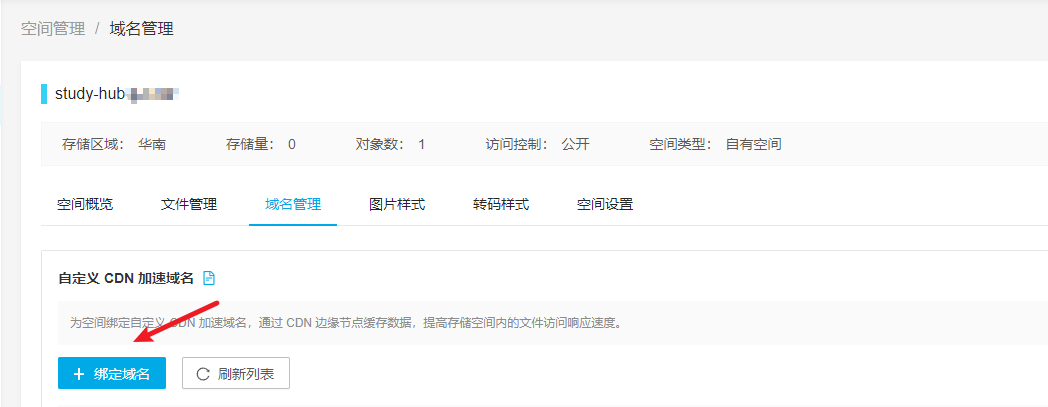 空间管理 / 域名管理
study-hub
存储区域： 华南 存储量： 0 对象数： 1 访问控制： 公开 空间类型： 自有空间
空间概览 文件管理 域名管理 图片样式 转码样式 空间设置
自定义 CDN 加速域名
为空间绑定自定义 CDN 加速域名，通过 CDN 边缘节点缓存数据，提高存储空间内的文件访问响应速度。
+ 绑定域名 刷新列表